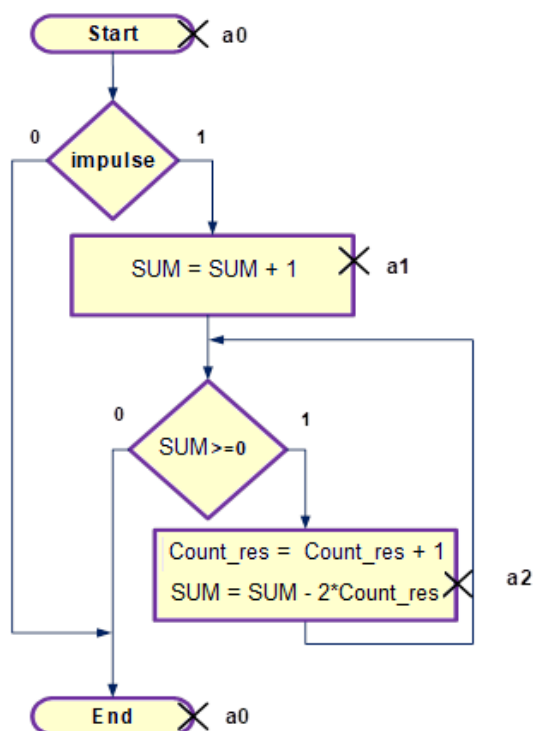 Start
a0
0
1
impulse
SUM = SUM + 1
a1
0
1
SUM>=0
Count_res = Count_res + 1
SUM = SUM - 2*Count_res
a2
End
a0